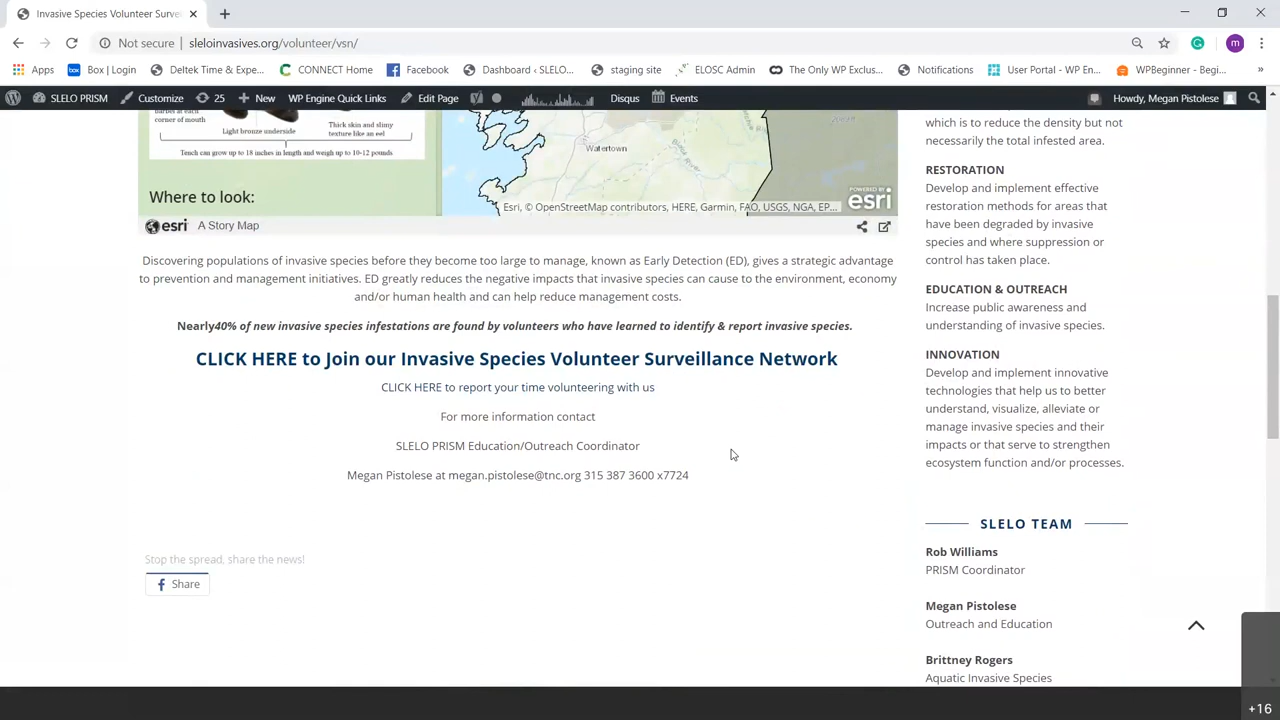 Invasive Species Volunteer Surve
Not secure
sleloinvasives.org/volunteer/vsn/
m
Apps
box
Box | Login
Deltek Time & Expe...
CONNECT Home
Facebook
Dashboard ‹ SLELO...
staging site
ELOSC Admin
The Only WP Exclus...
Notifications
User Portal - WP En...
WPBeginner - Begi...
»
SLELO PRISM
Customize
25
New
WP Engine Quick Links
Edit Page
Disqus
Events
Howdy, Megan Pistolese
barbels at each
corner of mouth
Light bronze underside
Thick skin and slimy
texture like an eel
Tench can grow up to 18 inches in length and weigh up to 10-12 pounds
Where to look:
Watertown
POWERED BY
esri
Esri, © OpenStreetMap contributors, HERE, Garmin, FAO, USGS, NGA, EP...
esri
A Story Map
Discovering populations of invasive species before they become too large to manage, known as Early Detection (ED), gives a strategic advantage
to prevention and management initiatives. ED greatly reduces the negative impacts that invasive species can cause to the environment, economy
and/or human health and can help reduce management costs.
Nearly40% of new invasive species infestations are found by volunteers who have learned to identify & report invasive species.
CLICK HERE to Join our Invasive Species Volunteer Surveillance Network
CLICK HERE to report your time volunteering with us
For more information contact
SLELO PRISM Education/Outreach Coordinator
Megan Pistolese at megan.pistolese@tnc.org 315 387 3600 x7724
Stop the spread, share the news!
Share
which is to reduce the density but not
necessarily the total infested area.
RESTORATION
Develop and implement effective
restoration methods for areas that
have been degraded by invasive
species and where suppression or
control has taken place.
EDUCATION & OUTREACH
Increase public awareness and
understanding of invasive species.
INNOVATION
Develop and implement innovative
technologies that help us to better
understand, visualize, alleviate or
manage invasive species and their
impacts or that serve to strengthen
ecosystem function and/or processes.
SLELO TEAM
Rob Williams
PRISM Coordinator
Megan Pistolese
Outreach and Education
Brittney Rogers
Aquatic Invasive Species
+16